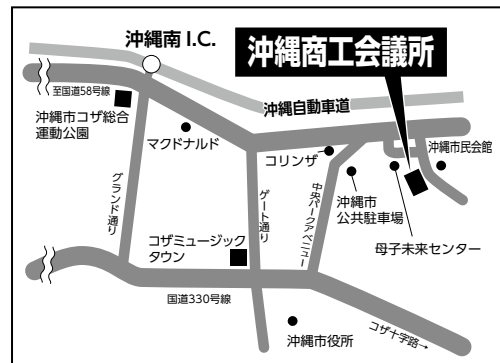 沖縄南 I.C.
沖縄商工会議所
至国道58号線
沖縄自動車道
沖縄市コザ総合
運動公園
マクドナルド
コリンザ
沖縄市民会館
グランド通り
ゲート通り
中央パークアベニュー
沖縄市
公共駐車場
母子未来センター
コザミュージック
タウン
国道330号線
沖縄市役所
コザ十字路→